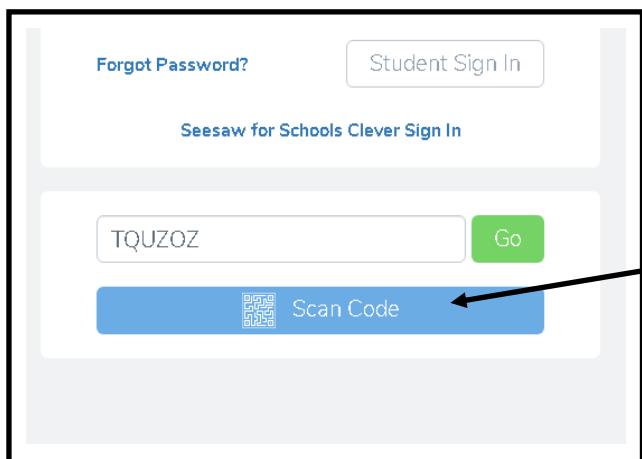 Forgot Password? Student Sign In
Seesaw for Schools Clever Sign In
TQUZOZ Go
Scan Code